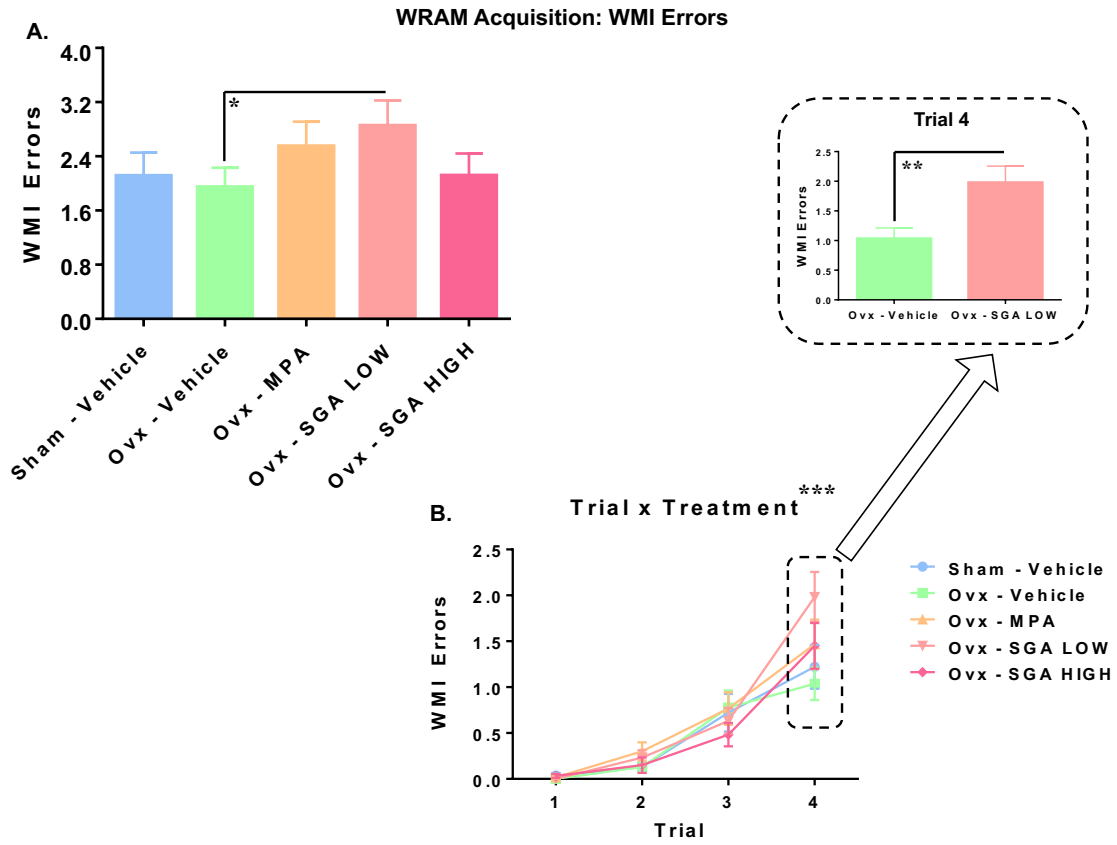 WRAM Acquisition: WMI Errors
A.
4.0
3.2
2.4
1.6
0.8
0.0
WMI Errors
*
Sham - Vehicle
Ovx - Vehicle
Ovx - MPA
Ovx - SGA LOW
Ovx - SGA HIGH
Trial 4
2.5
2.0
1.5
1.0
0.5
0.0
WMI Errors
**
Ovx - Vehicle
Ovx - SGA LOW
B.
Trial x Treatment***
2.5
2.0
1.5
1.0
0.5
0.0
WMI Errors
1
2
3
4
Trial
Sham - Vehicle
Ovx - Vehicle
Ovx - MPA
Ovx - SGA LOW
Ovx - SGA HIGH